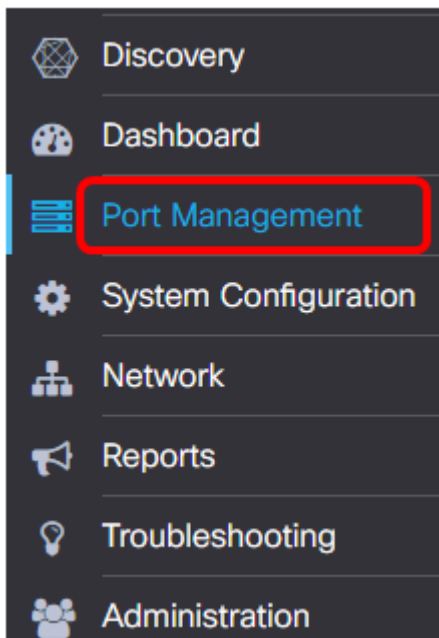 Discovery
Dashboard
Port Management
System Configuration
Network
Reports
Troubleshooting
Administration